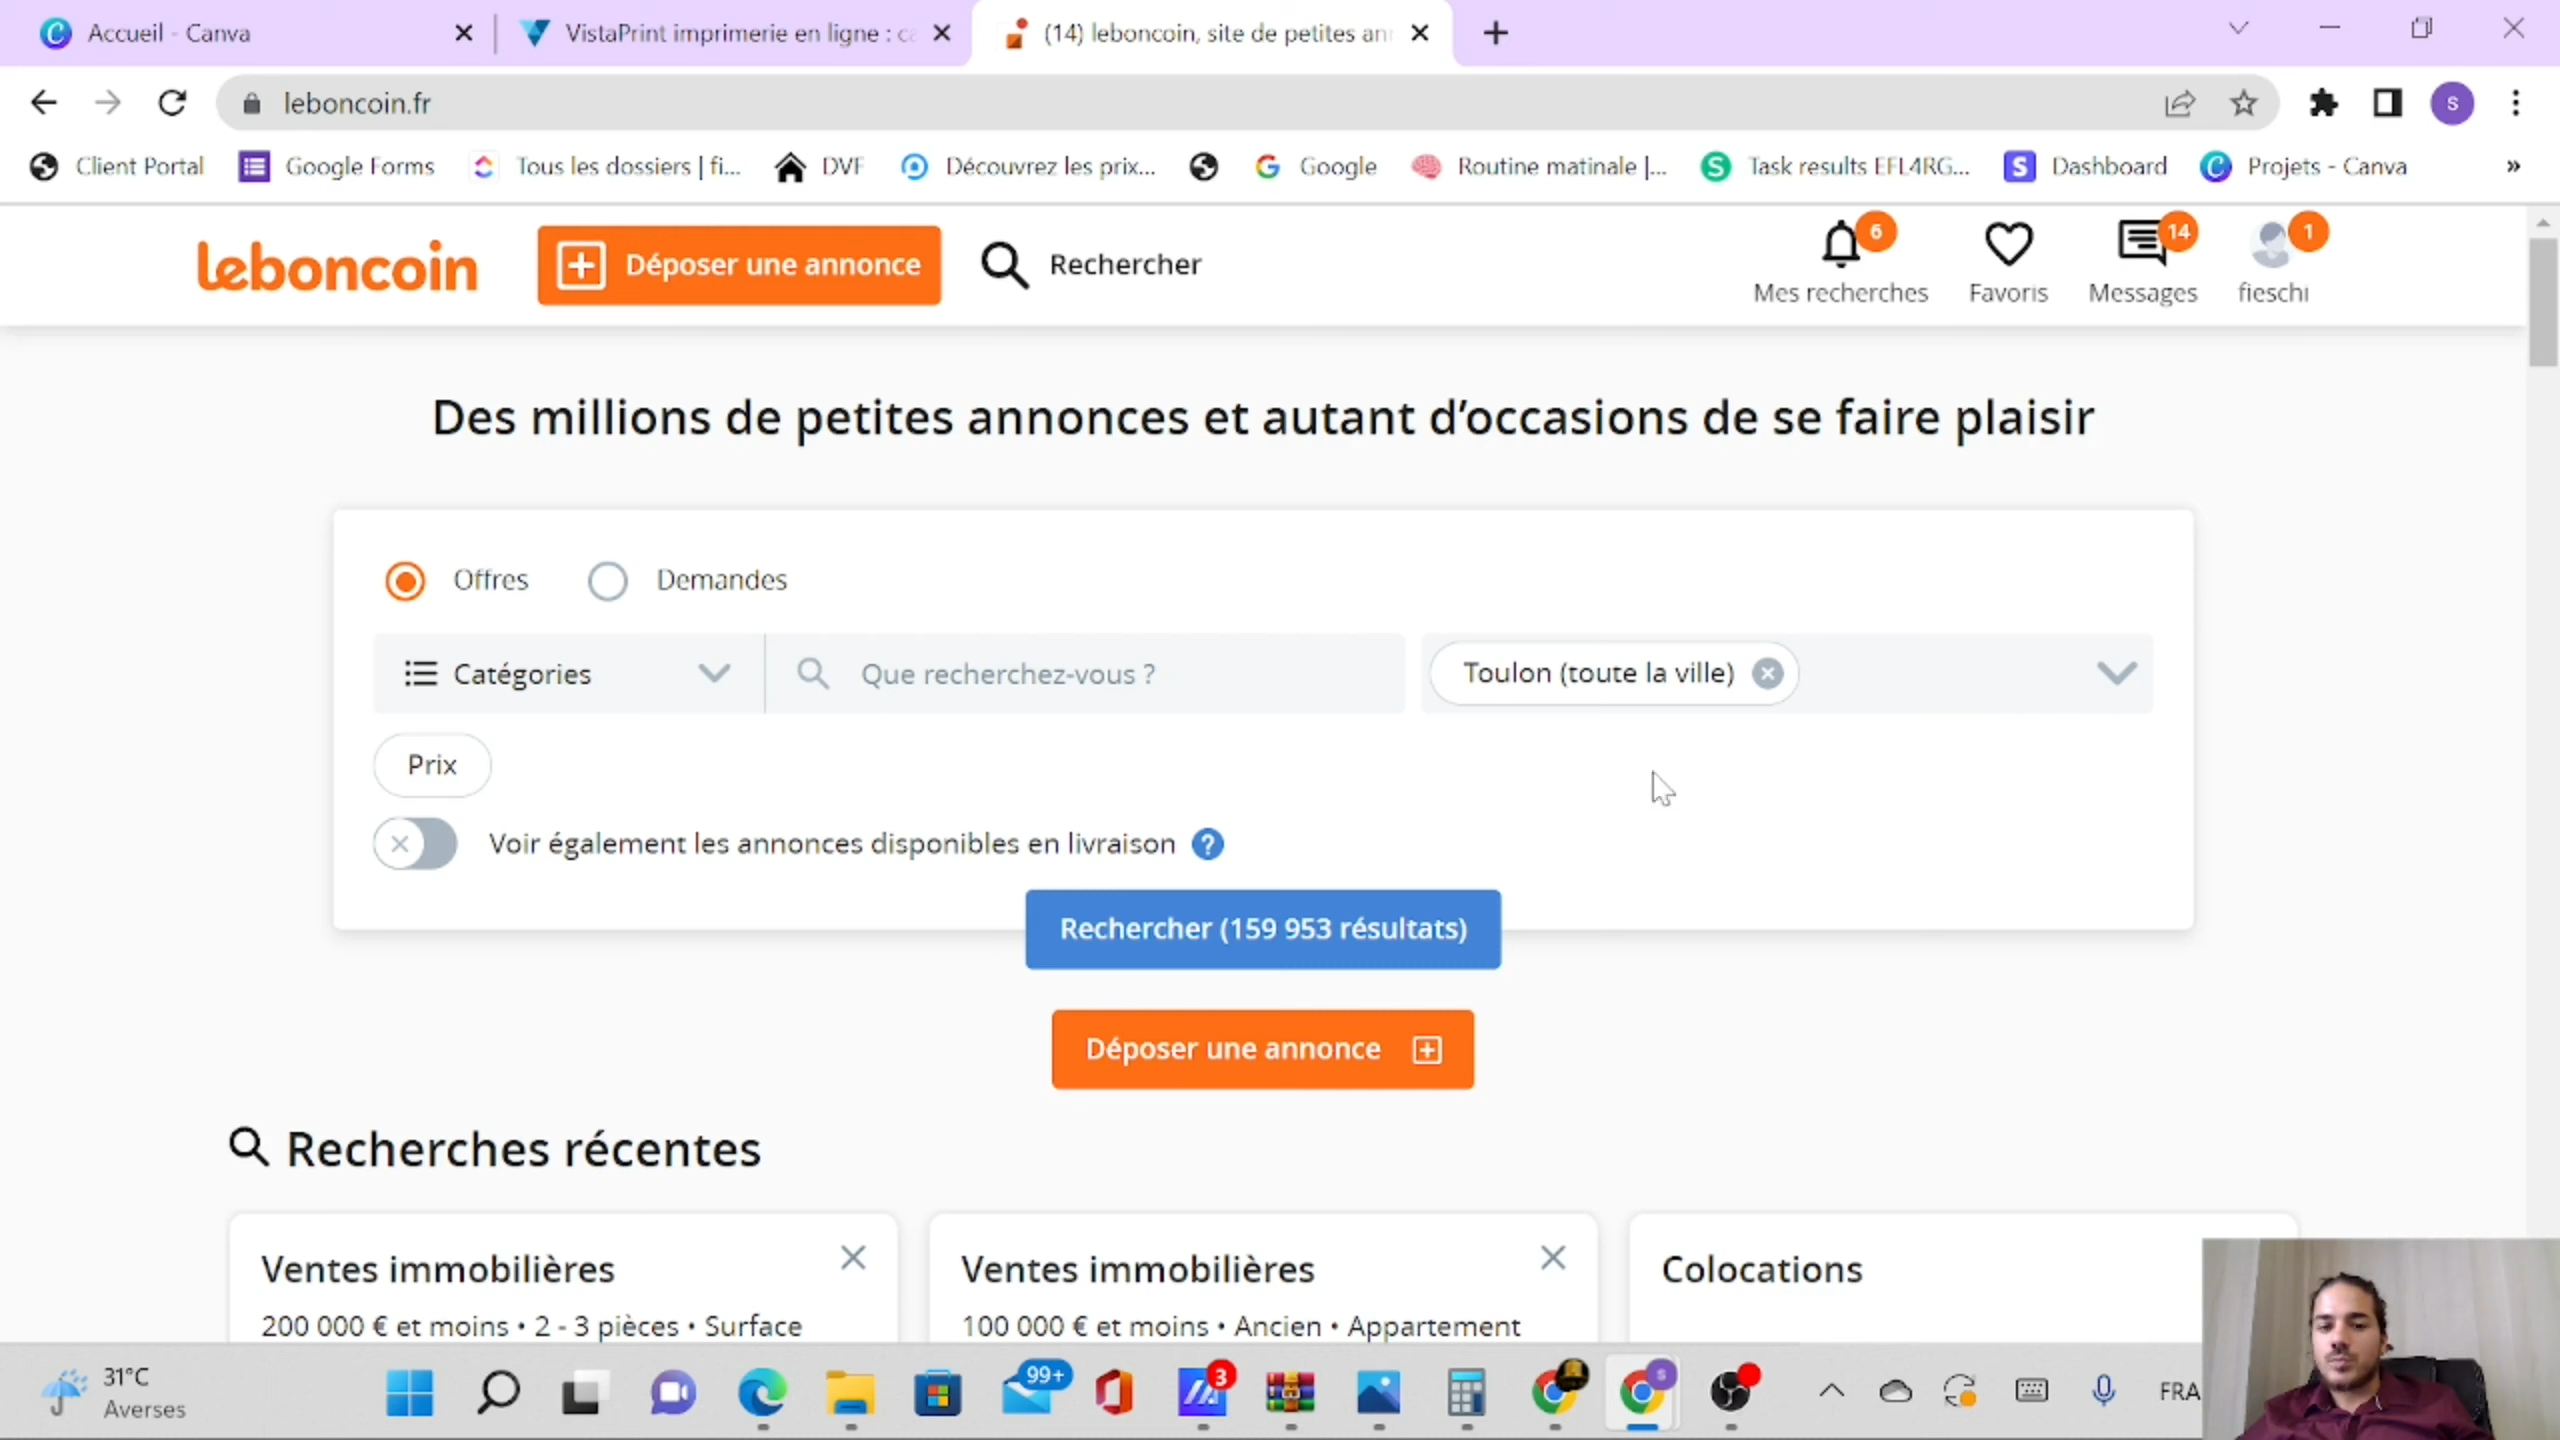 Accueil - Canva
VistaPrint imprimerie en ligne : ca
(14) leboncoin, site de petites an
leboncoin.fr
S
Client Portal
Google Forms
Tous les dossiers | fi...
DVF
Découvrez les prix...
Google
Routine matinale |...
Task results EFL4RG...
Dashboard
Projets - Canva
»
leboncoin
Déposer une annonce
Rechercher
6
Mes recherches
Favoris
14
Messages
1
fieschi
Des millions de petites annonces et autant d’occasions de se faire plaisir
Offres
Demandes
Catégories
Que recherchez-vous ?
Toulon (toute la ville)
Prix
Voir également les annonces disponibles en livraison ?
Rechercher (159 953 résultats)
Déposer une annonce
Recherches récentes
Ventes immobilières
200 000 € et moins • 2 - 3 pièces • Surface
Ventes immobilières
100 000 € et moins • Ancien • Appartement
Colocations
31°C
Averses
99+
3
S
FRA